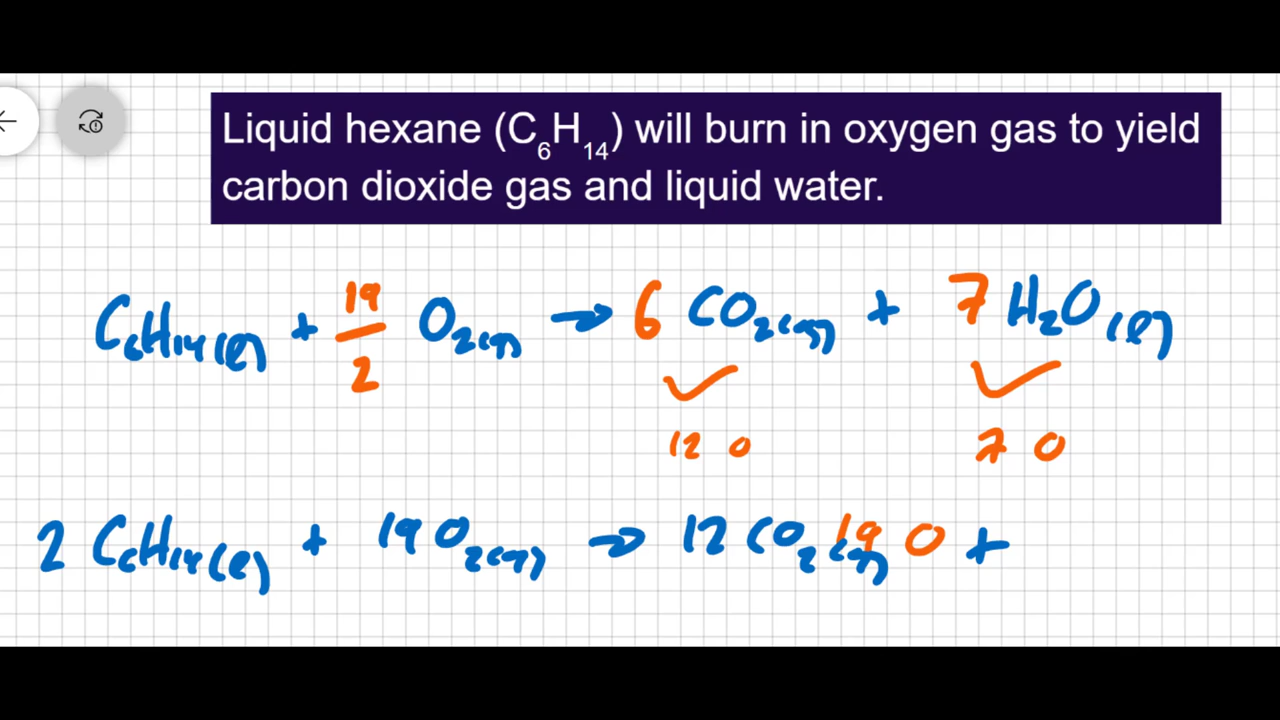 Liquid hexane (C₆H₁₄) will burn in oxygen gas to yield
carbon dioxide gas and liquid water.
C₆H₁₄(l) + 19/2 O₂(g) → 6 CO₂(g) + 7 H₂O(l)
12 O 7 O
2 C₆H₁₄(l) + 19 O₂(g) → 12 CO₂(g) 19 O +